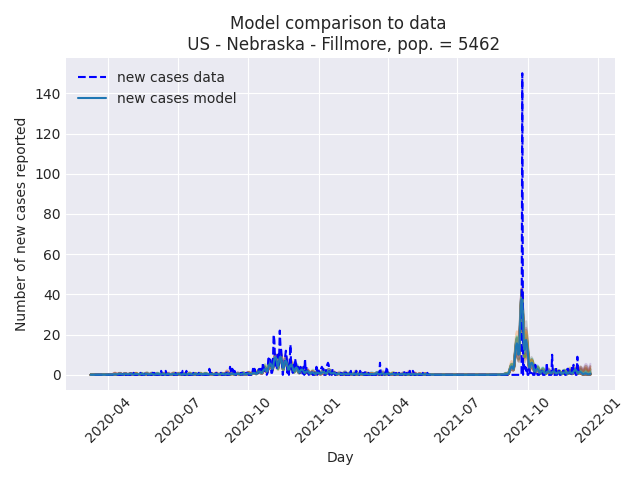 Model comparison to data
US - Nebraska - Fillmore, pop. = 5462
new cases data
new cases model
Number of new cases reported
140
120
100
80
60
40
20
0
2020-04
2020-07
2020-10
2021-01
2021-04
2021-07
2021-10
2022-01
Day